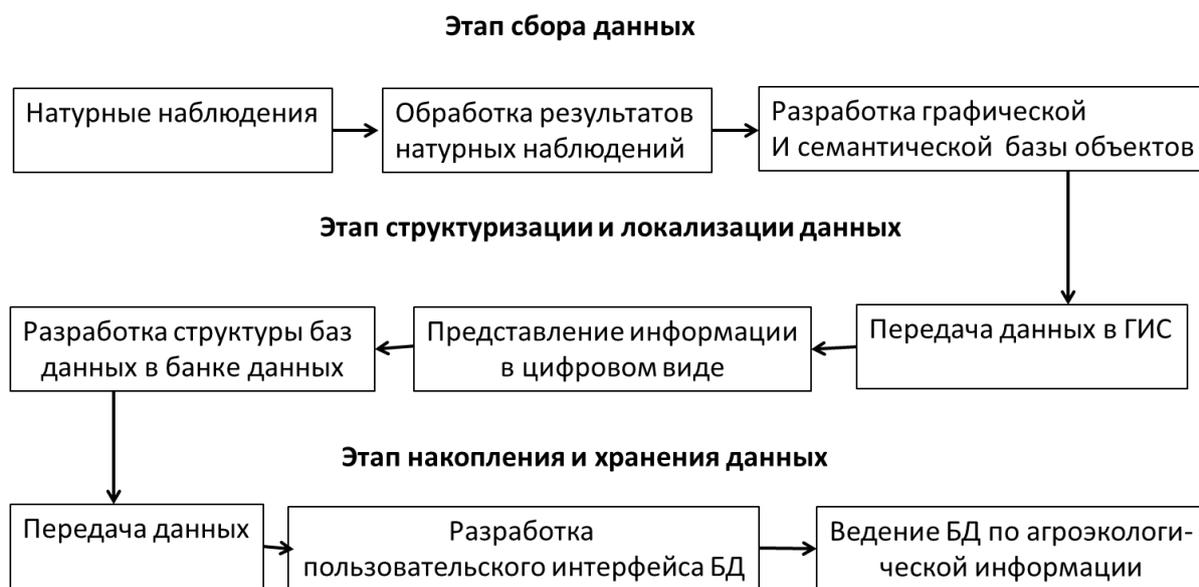 Этап сбора данных
Натурные наблюдения
Обработка результатов
натурных наблюдений
Разработка графической
И семантической базы объектов
Этап структуризации и локализации данных
Разработка структуры баз
данных в банке данных
Представление информации
в цифровом виде
Передача данных в ГИС
Этап накопления и хранения данных
Передача данных
Разработка
пользовательского интерфейса БД
Ведение БД по агроэкологи-
ческой информации